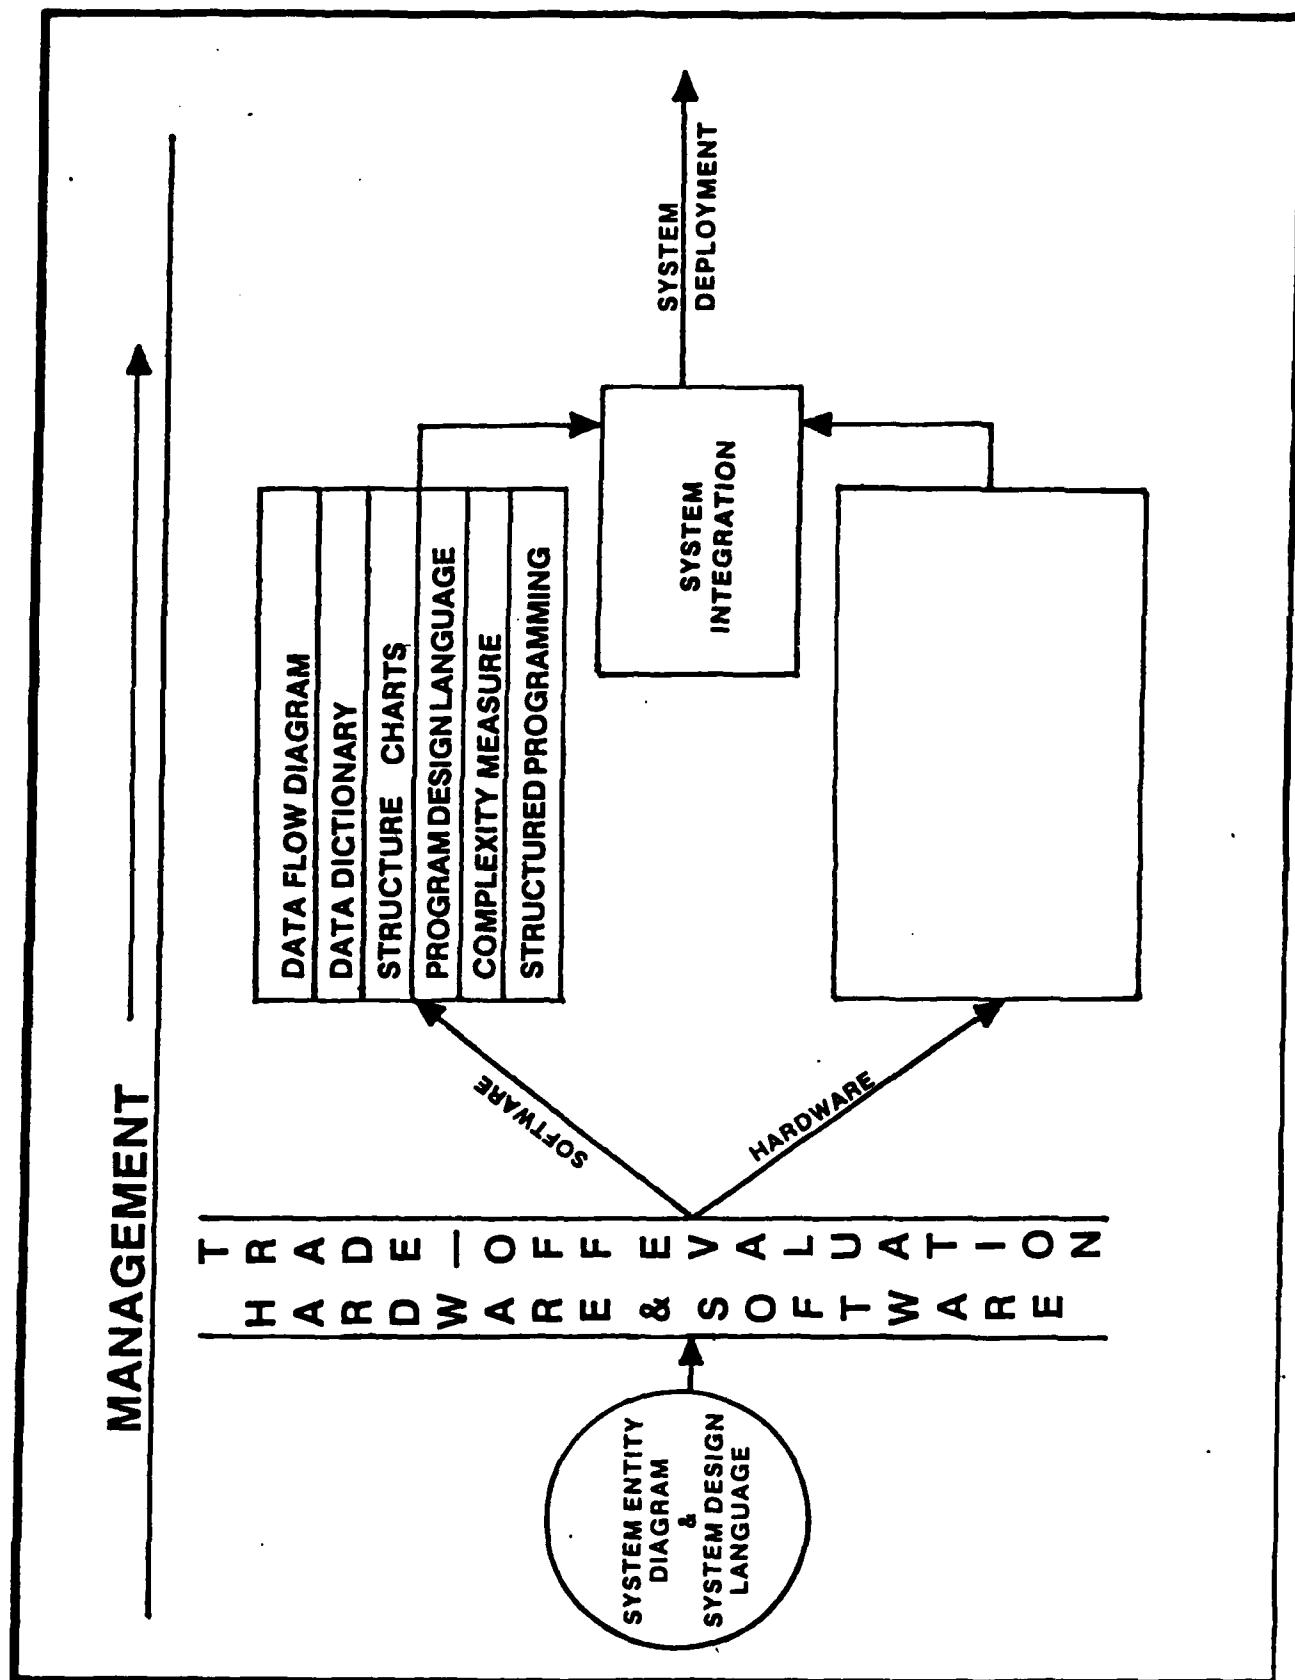 MANAGEMENT
SYSTEM ENTITY
DIAGRAM
&
SYSTEM DESIGN
LANGUAGE
HARDWARE & SOFTWARE
TRADE-OFF EVALUATION
SOFTWARE
HARDWARE
DATA FLOW DIAGRAM
DATA DICTIONARY
STRUCTURE CHARTS
PROGRAM DESIGN LANGUAGE
COMPLEXITY MEASURE
STRUCTURED PROGRAMMING
SYSTEM
INTEGRATION
SYSTEM
DEPLOYMENT